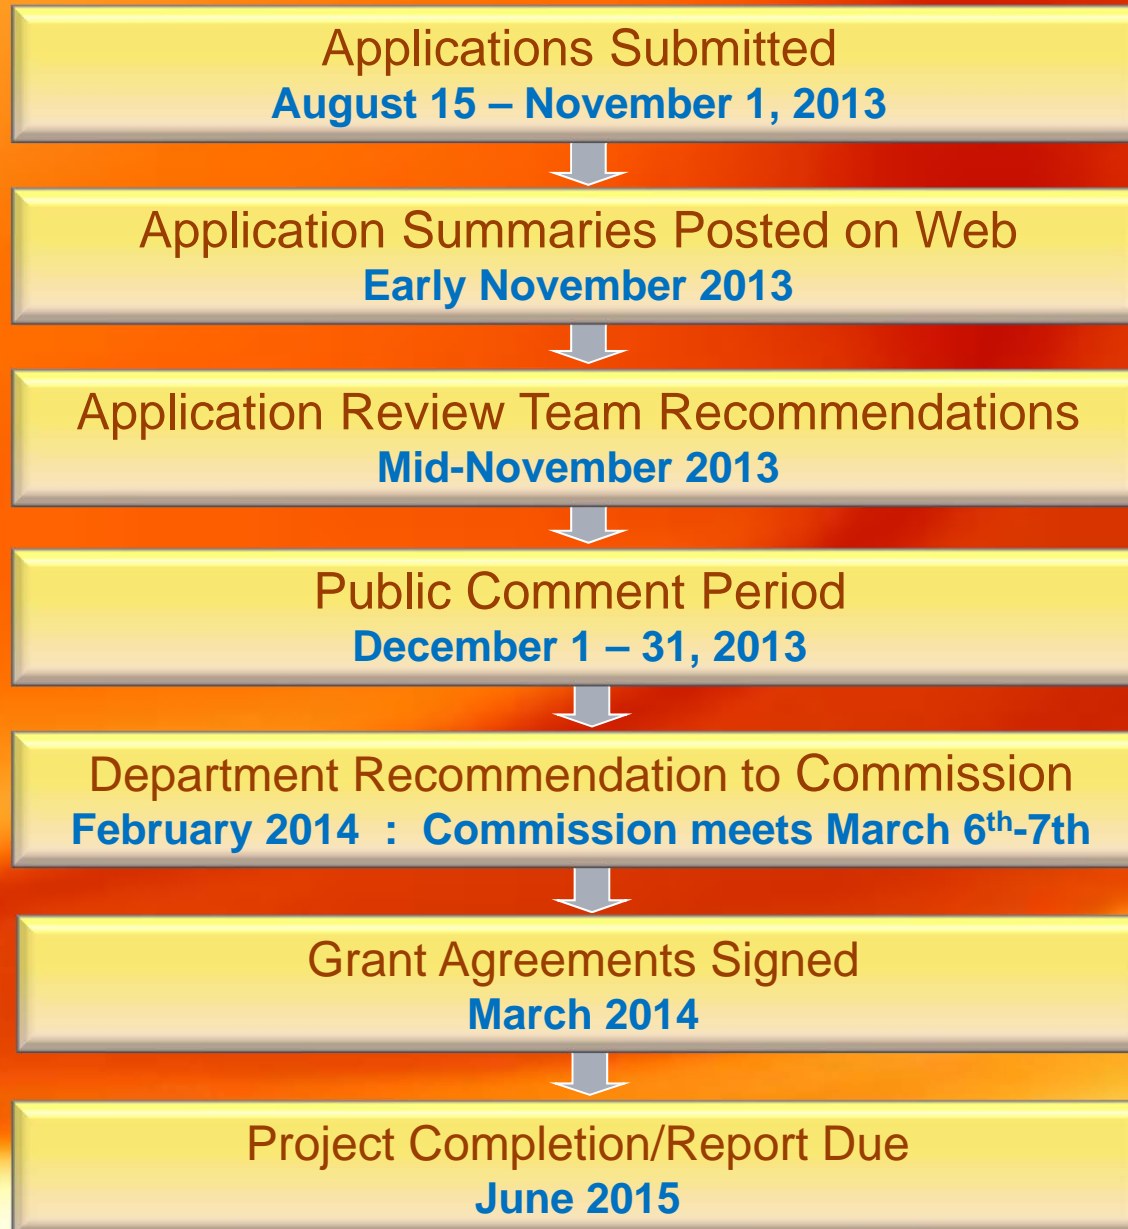 Applications Submitted
August 15 – November 1, 2013
Application Summaries Posted on Web
Early November 2013
Application Review Team Recommendations
Mid-November 2013
Public Comment Period
December 1 – 31, 2013
Department Recommendation to Commission
February 2014 : Commission meets March 6th-7th
Grant Agreements Signed
March 2014
Project Completion/Report Due
June 2015